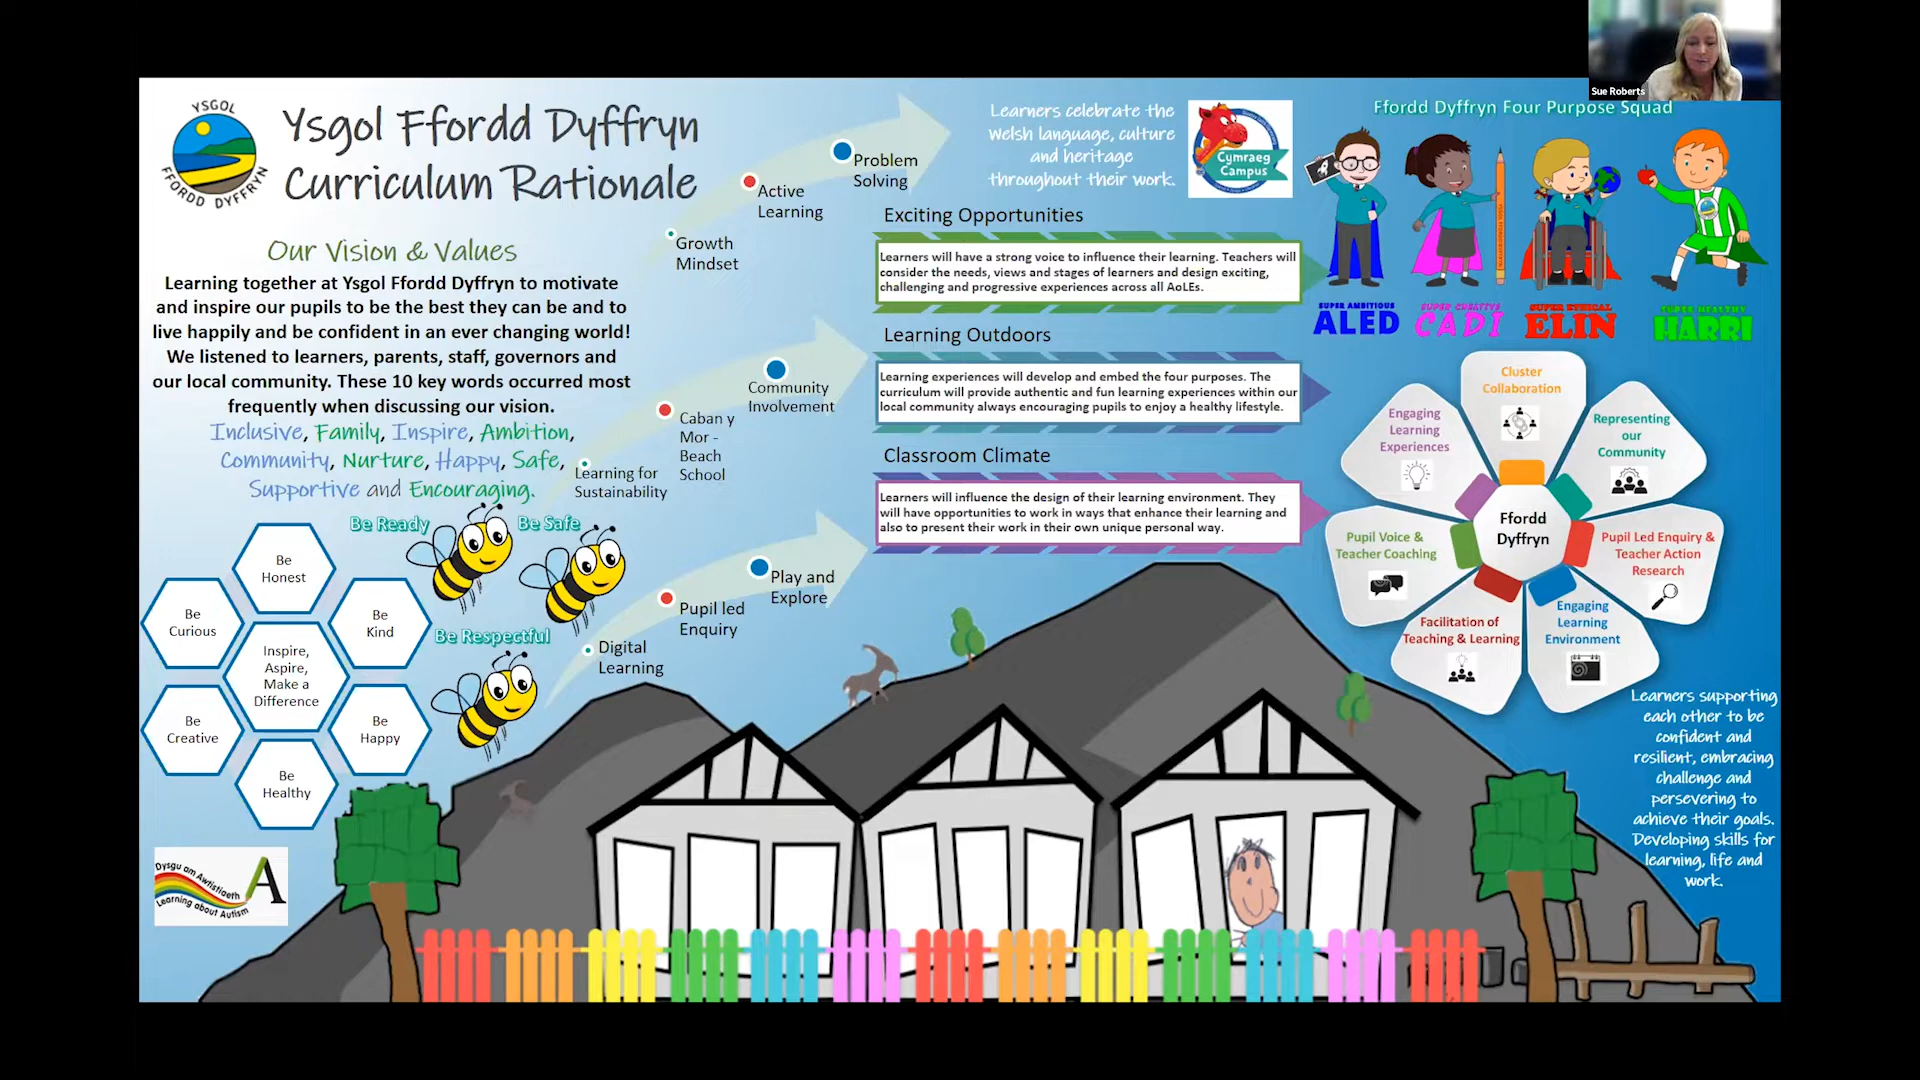 Sue Roberts
YSGOL
FFORDD DYFFRYN
Ysgol Ffordd Dyffryn
Curriculum Rationale
Our Vision & Values
Learning together at Ysgol Ffordd Dyffryn to motivate
and inspire our pupils to be the best they can be and to
live happily and be confident in an ever changing world!
We listened to learners, parents, staff, governors and
our local community. These 10 key words occurred most
frequently when discussing our vision.
Inclusive, Family, Inspire, Ambition,
Community, Nurture, Happy, Safe,
Supportive and Encouraging.
Be Ready
Be Safe
Be Respectful
Be
Honest
Be
Curious
Be
Kind
Inspire,
Aspire,
Make a
Difference
Be
Creative
Be
Happy
Be
Healthy
Dysgu am Awtistiaeth
Learning about Autism
A
Growth
Mindset
Active
Learning
Problem
Solving
Learning for
Sustainability
Caban y
Mor -
Beach
School
Community
Involvement
Digital
Learning
Pupil led
Enquiry
Play and
Explore
Learners celebrate the
Welsh language, culture
and heritage
throughout their work.
Cymraeg
Campus
Exciting Opportunities
Learners will have a strong voice to influence their learning. Teachers will
consider the needs, views and stages of learners and design exciting,
challenging and progressive experiences across all AoLEs.
Learning Outdoors
Learning experiences will develop and embed the four purposes. The
curriculum will provide authentic and fun learning experiences within our
local community always encouraging pupils to enjoy a healthy lifestyle.
Classroom Climate
Learners will influence the design of their learning environment. They
will have opportunities to work in ways that enhance their learning and
also to present their work in their own unique personal way.
Ffordd Dyffryn Four Purpose Squad
SUPER AMBITIOUS
ALED
SUPER CREATIVE
CADI
SUPER ETHICAL
ELIN
SUPER HEALTHY
HARRI
Cluster
Collaboration
Representing
our
Community
Pupil Led Enquiry &
Teacher Action
Research
Engaging
Learning
Environment
Facilitation of
Teaching & Learning
Pupil Voice &
Teacher Coaching
Engaging
Learning
Experiences
Ffordd
Dyffryn
Learners supporting
each other to be
confident and
resilient, embracing
challenge and
persevering to
achieve their goals.
Developing skills for
learning, life and
work.